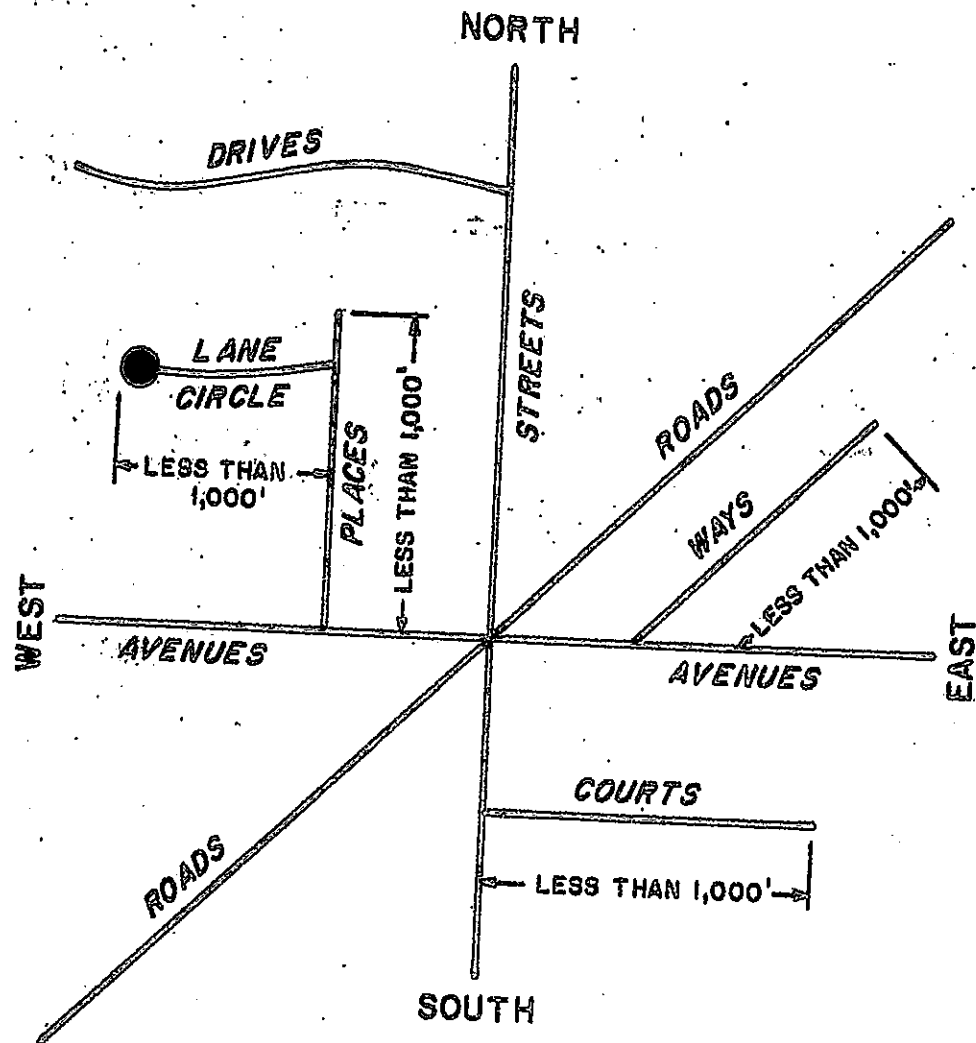 NORTH
DRIVES
LANE
CIRCLE
LESS THAN
1,000'
PLACES
LESS THAN 1,000'
STREETS
ROADS
WAYS
LESS THAN 1,000'
WEST
AVENUES
AVENUES
EAST
COURTS
LESS THAN 1,000'
ROADS
SOUTH